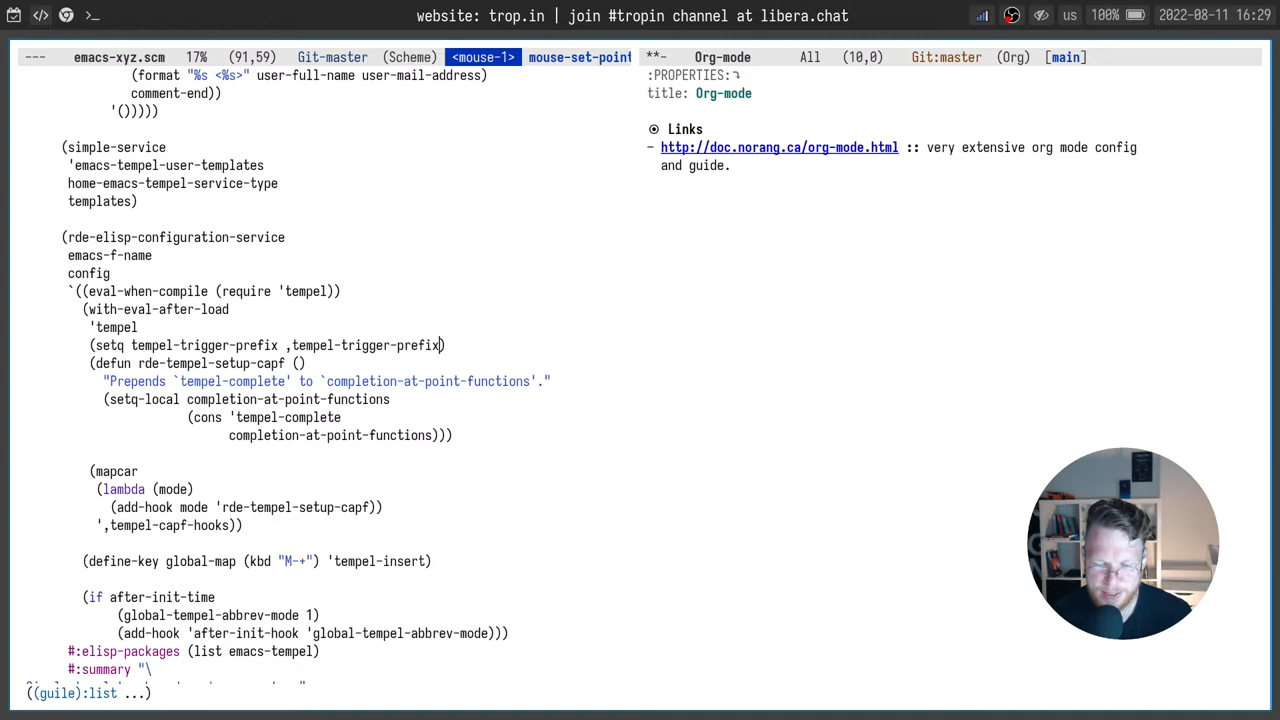 website: trop.in | join #tropin channel at libera.chat
us 100% 2022-08-11 16:29
--- emacs-xyz.scm 17% (91,59) Git-master (Scheme) <mouse-1> mouse-set-point
(format "%s <%s>" user-full-name user-mail-address)
comment-end))
'()))))
(simple-service
'emacs-tempel-user-templates
home-emacs-tempel-service-type
templates)
(rde-elisp-configuration-service
emacs-f-name
config
`((eval-when-compile (require 'tempel))
(with-eval-after-load
'tempel
(setq tempel-trigger-prefix ,tempel-trigger-prefix)
(defun rde-tempel-setup-capf ()
"Prepends `tempel-complete' to `completion-at-point-functions'."
(setq-local completion-at-point-functions
(cons 'tempel-complete
completion-at-point-functions)))
(mapcar
(lambda (mode)
(add-hook mode 'rde-tempel-setup-capf))
',tempel-capf-hooks))
(define-key global-map (kbd "M-+") 'tempel-insert)
(if after-init-time
(global-tempel-abbrev-mode 1)
(add-hook 'after-init-hook 'global-tempel-abbrev-mode)))
#:elisp-packages (list emacs-tempel)
#:summary "\
((guile):list ...)
**- Org-mode All (10,0) Git:master (Org) [main]
:PROPERTIES:
title: Org-mode
Links
- http://doc.norang.ca/org-mode.html :: very extensive org mode config
and guide.